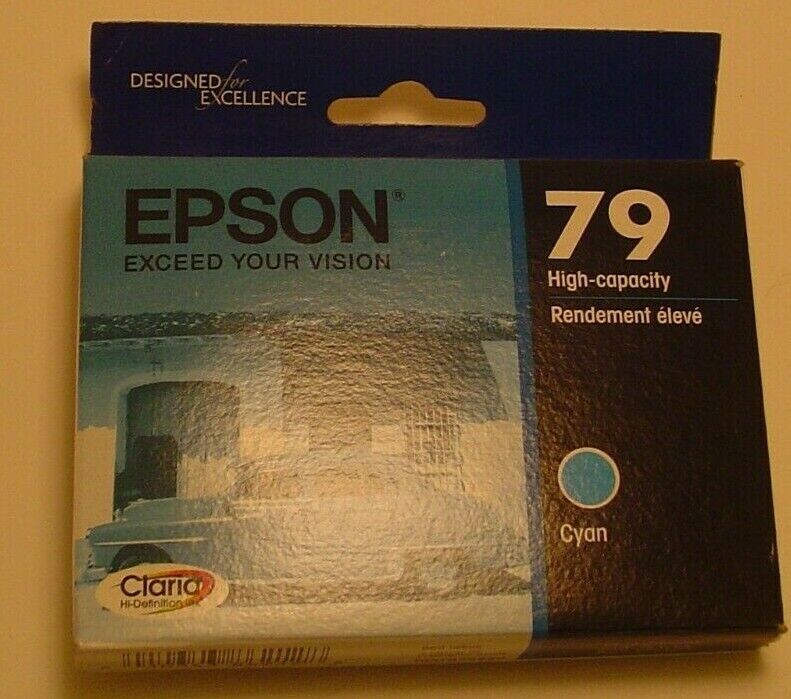 DESIGNED for
EXCELLENCE
EPSON®
EXCEED YOUR VISION
79
High-capacity
Rendement élevé
Cyan
Claria
Hi-Definition Ink